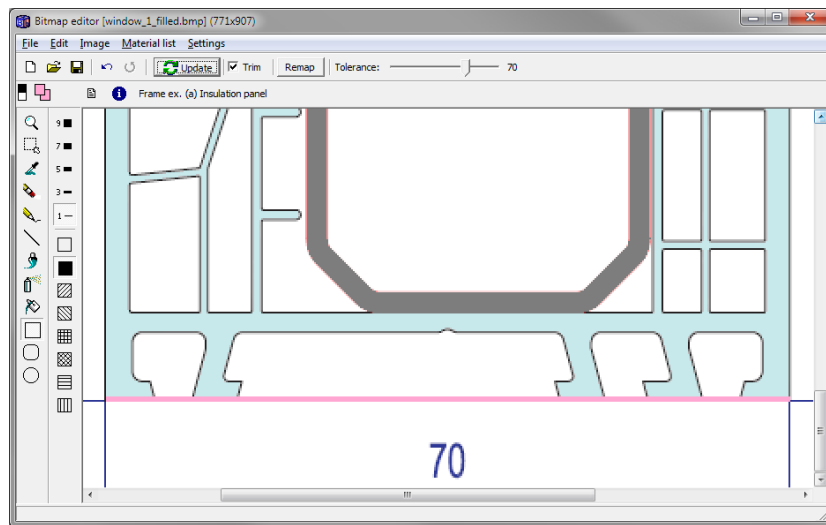 Bitmap editor [window_1_filled.bmp] (771x907)
File Edit Image Material list Settings
Update Trim Remap Tolerance: 70
Frame ex. (a) Insulation panel
9
7
5
3
1
70